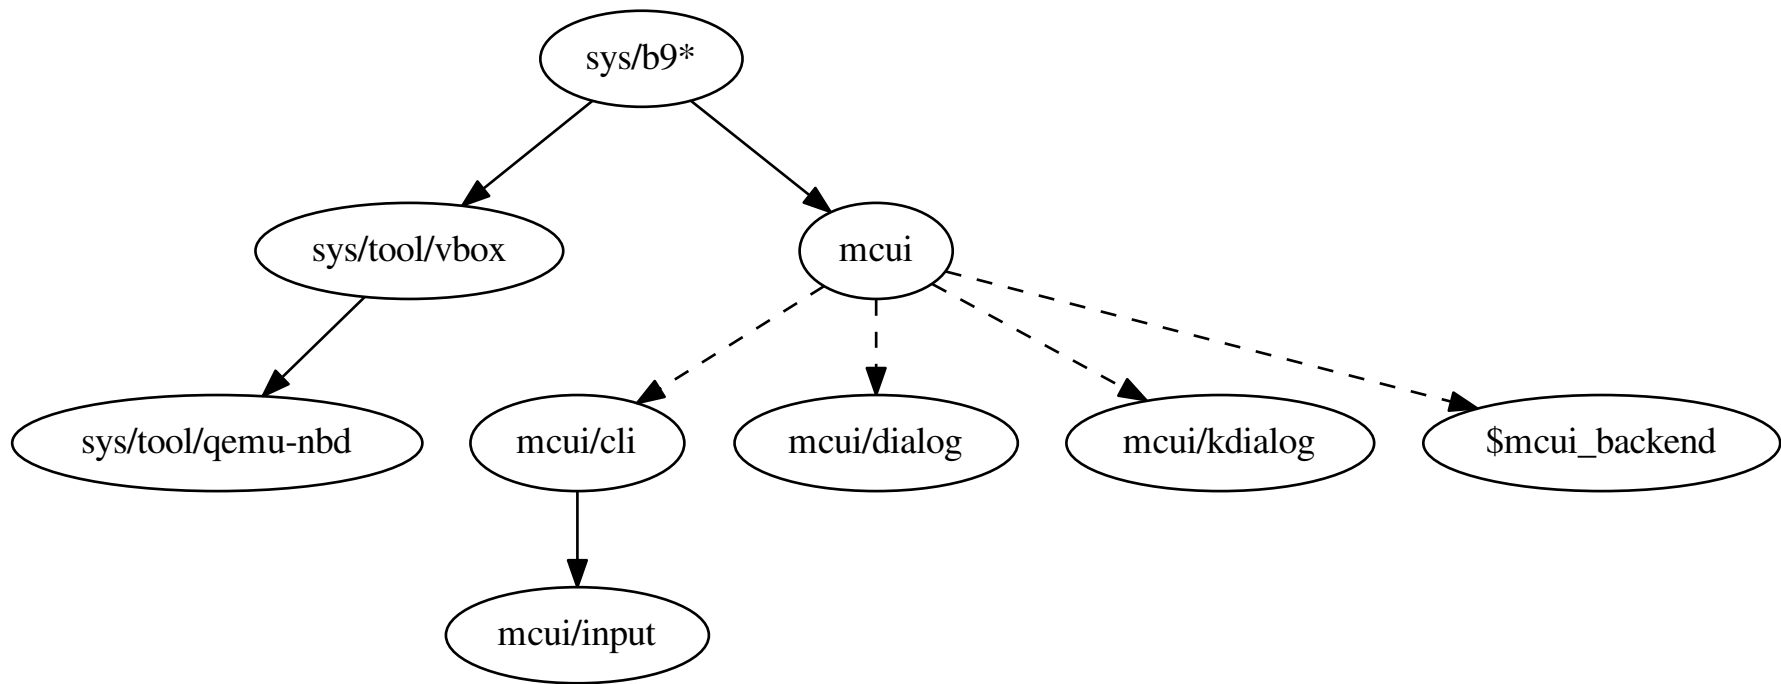 sys/b9*
sys/tool/vbox
mcui
sys/tool/qemu-nbd
mcui/cli
mcui/dialog
mcui/kdialog
$mcui_backend
mcui/input